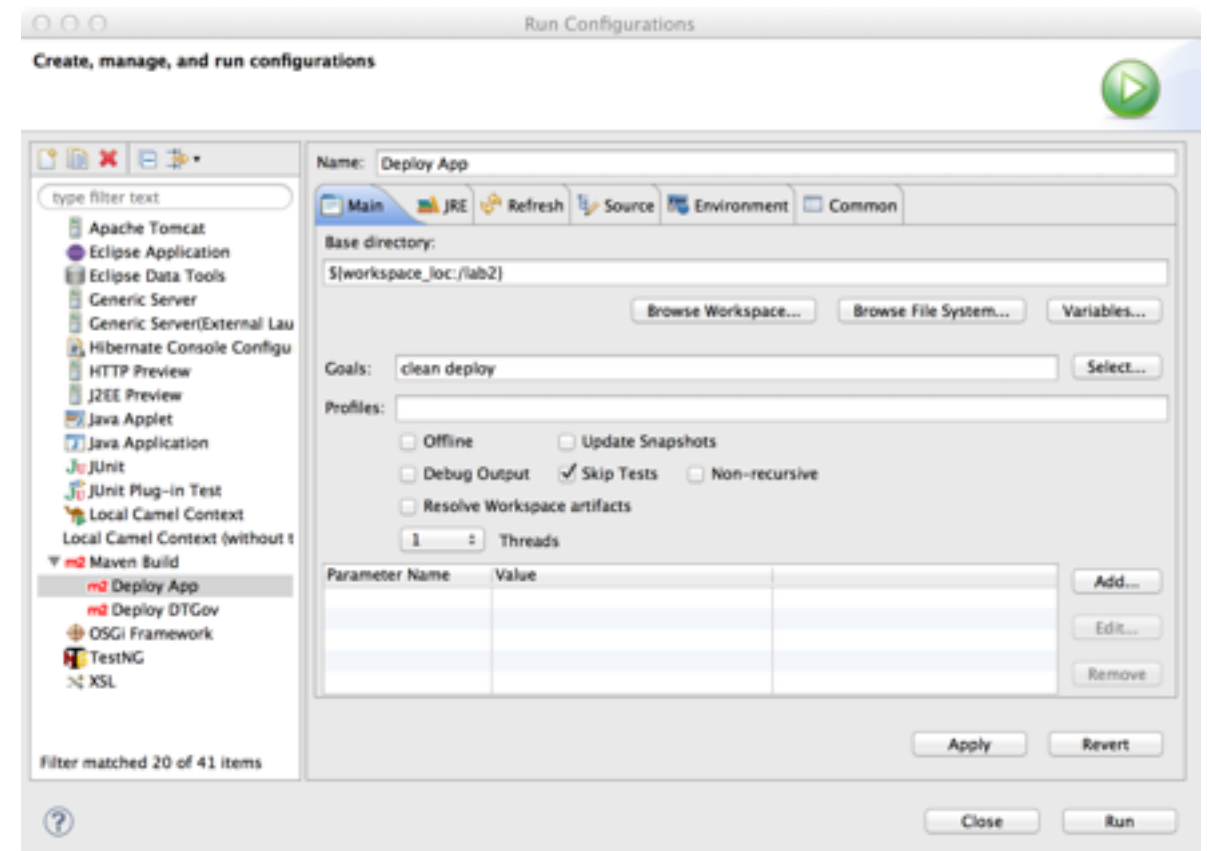 Run Configurations
Create, manage, and run configurations
Name: Deploy App
type filter text
Apache Tomcat
Eclipse Application
Eclipse Data Tools
Generic Server
Generic Server(External Lau
Hibernate Console Configu
HTTP Preview
J2EE Preview
Java Applet
Java Application
Ju JUnit
JUnit Plug-in Test
Local Camel Context
Local Camel Context (without t
m2 Maven Build
m2 Deploy App
m2 Deploy DTGov
OSGi Framework
TestNG
XSL
Filter matched 20 of 41 items
Main JRE Refresh Source Environment Common
Base directory:
${workspace_loc:/lab2}
Browse Workspace... Browse File System... Variables...
Goals: clean deploy Select...
Profiles:
Offline Update Snapshots
Debug Output Skip Tests Non-recursive
Resolve Workspace artifacts
1 Threads
Parameter Name Value
Add...
Edit...
Remove
Apply Revert
? Close Run